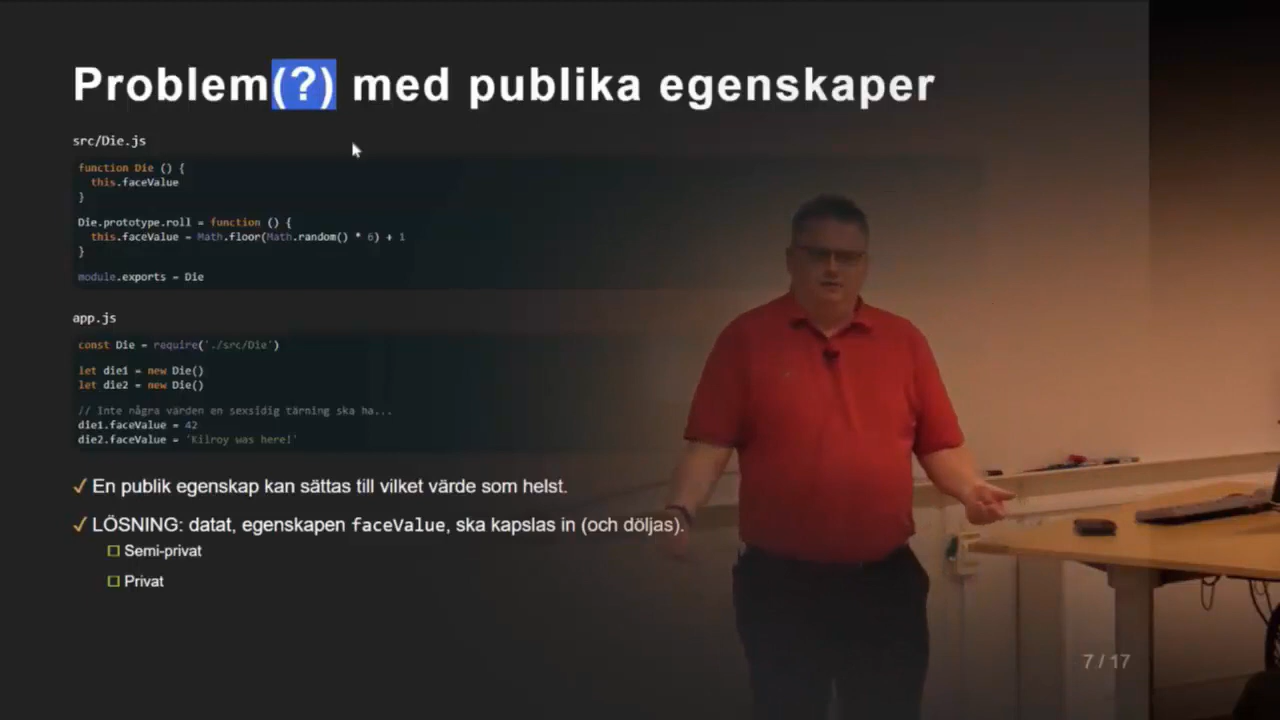 Problem(?) med publika egenskaper
src/Die.js
function Die () {
this.faceValue
}
Die.prototype.roll = function () {
this.faceValue = Math.floor(Math.random() * 6) + 1
}
module.exports = Die
app.js
const Die = require('./src/Die')
let die1 = new Die()
let die2 = new Die()
// Inte några värden en sexsidig tärning ska ha...
die1.faceValue = 42
die2.faceValue = 'Kilroy was here!'
✓ En publik egenskap kan sättas till vilket värde som helst.
✓ LÖSNING: datat, egenskapen faceValue, ska kapslas in (och döljas).
Semi-privat
Privat
7 / 17